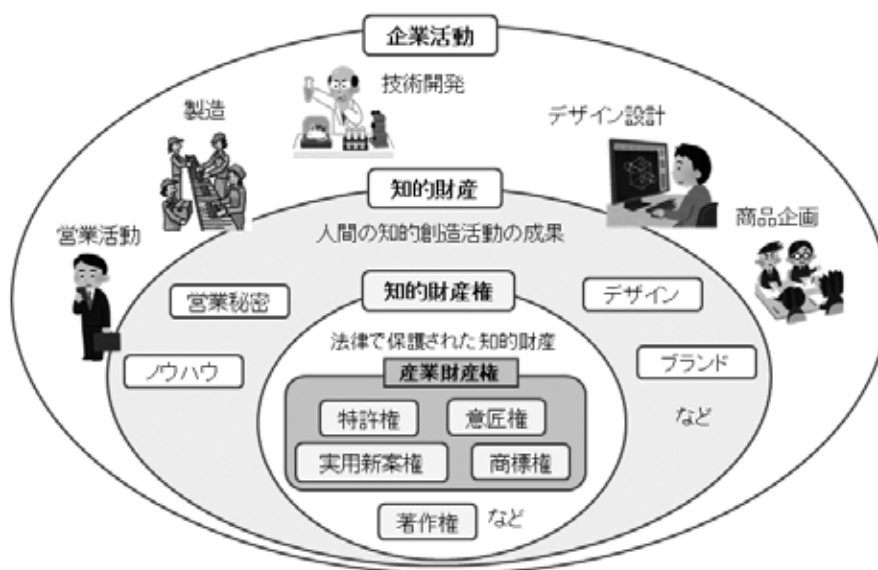 企業活動
技術開発
製造
デザイン設計
知的財産
商品企画
営業活動
人間の知的創造活動の成果
知的財産権
営業秘密
デザイン
法律で保護された知的財産
ノウハウ
ブランド
産業財産権
特許権
意匠権
など
実用新案権
商標権
著作権 など